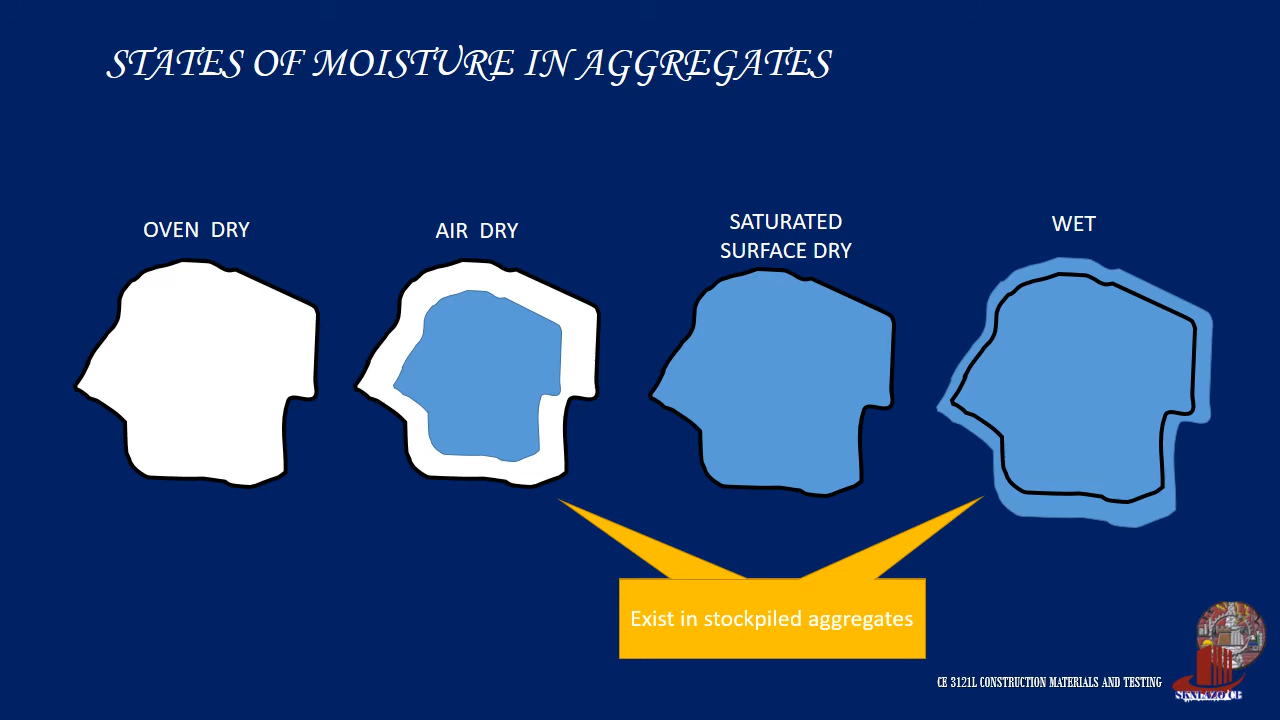 STATES OF MOISTURE IN AGGREGATES
OVEN DRY
AIR DRY
SATURATED
SURFACE DRY
WET
Exist in stockpiled aggregates
CE 3121L CONSTRUCTION MATERIALS AND TESTING